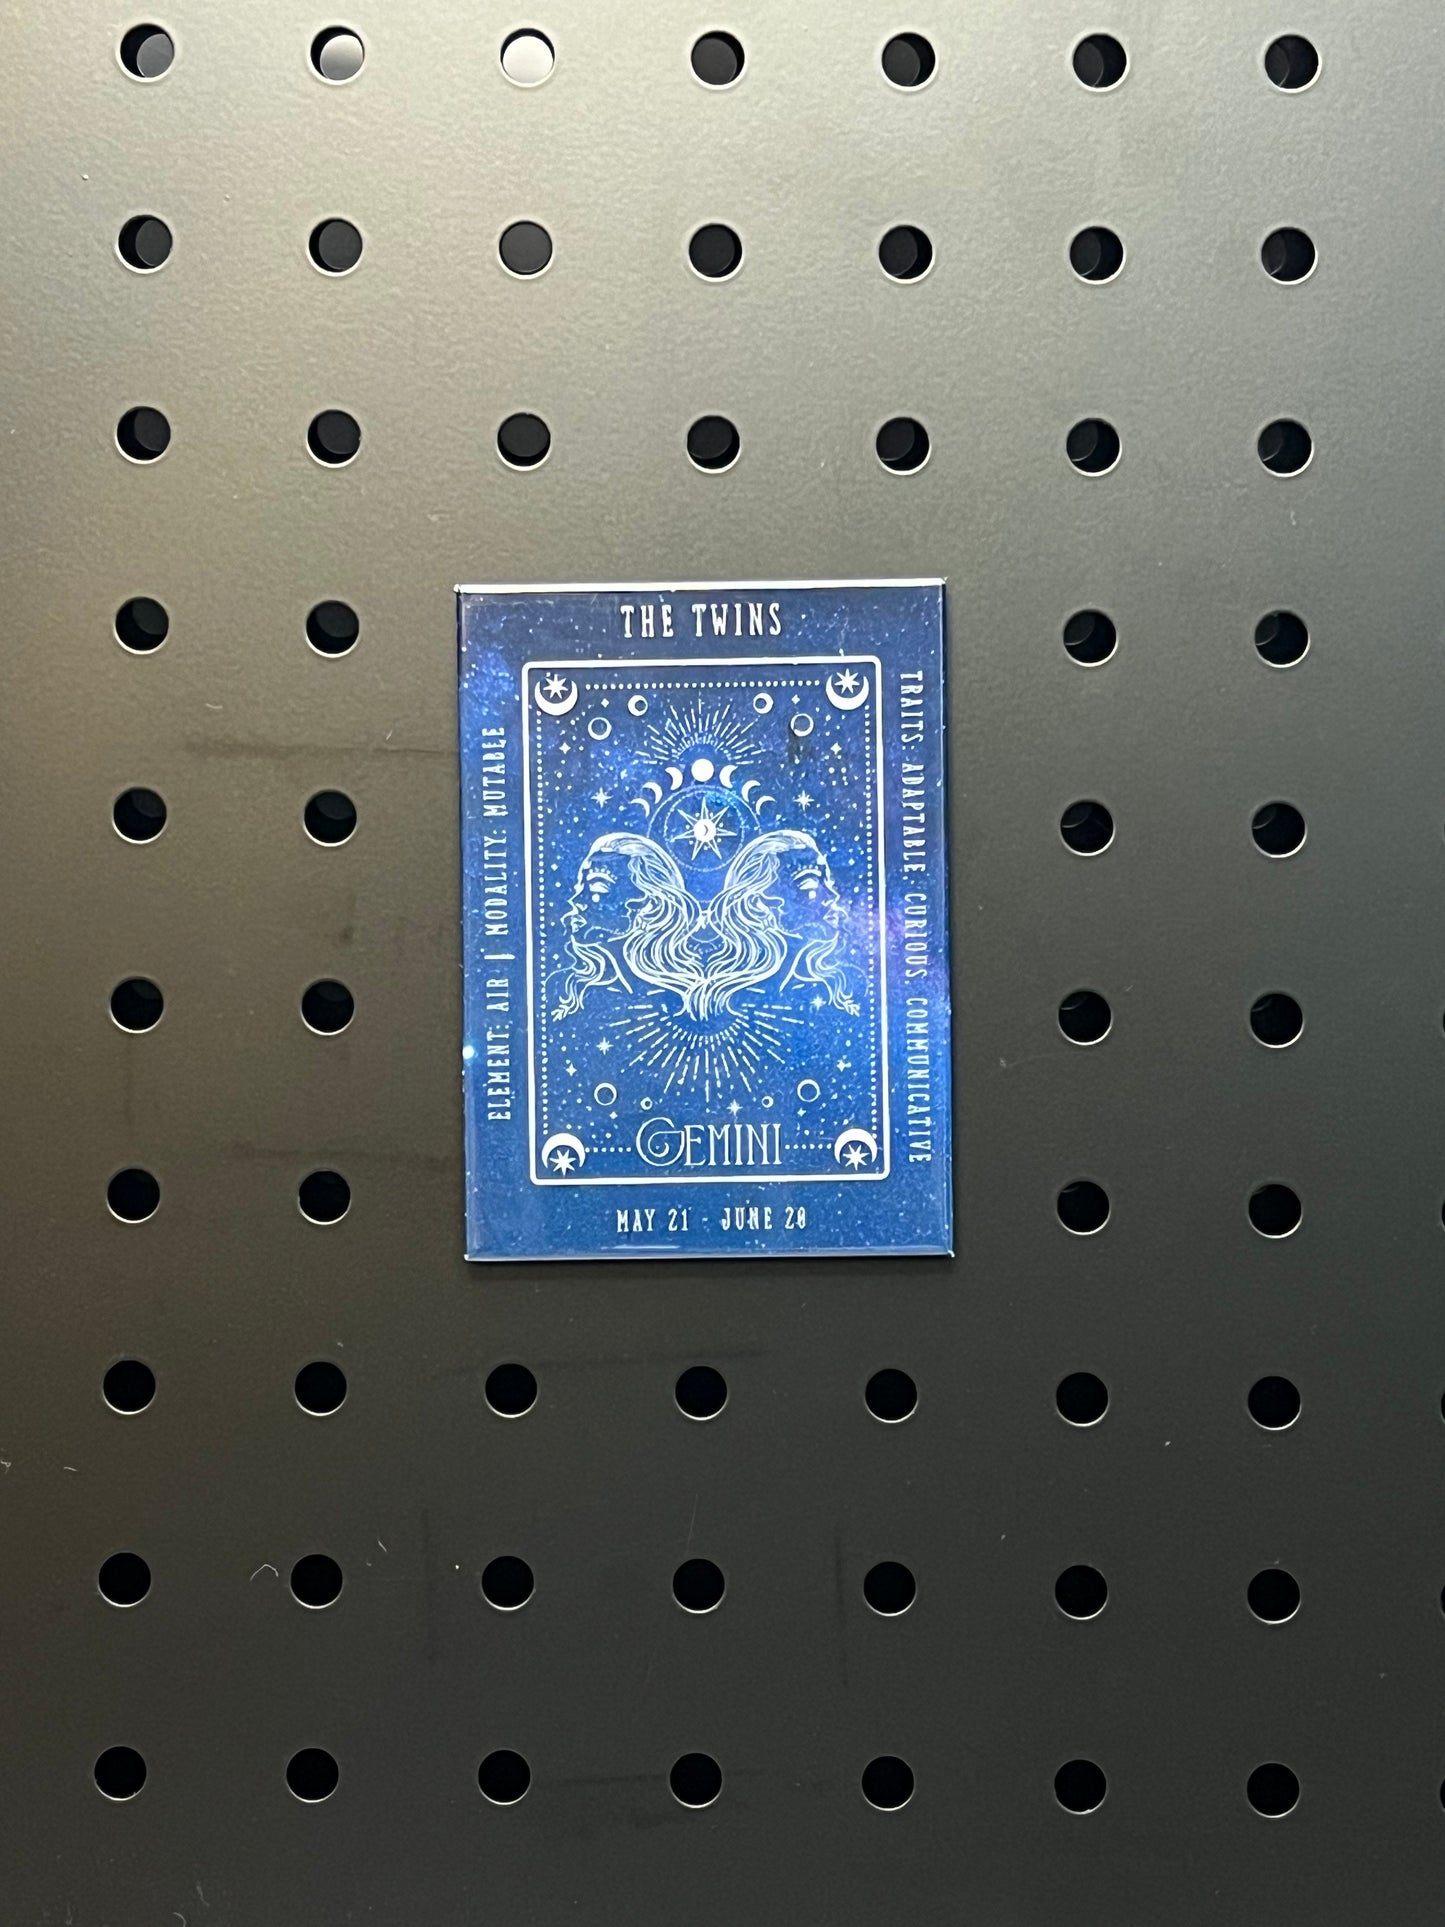 THE TWINS
ELEMENT: AIR | MODALITY: MUTABLE
TRAITS: ADAPTABLE, CURIOUS, COMMUNICATIVE
GEMINI
MAY 21 - JUNE 20